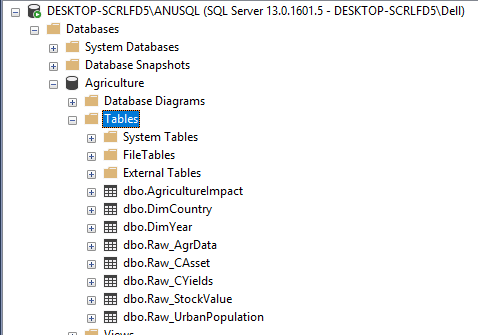 DESKTOP-SCRLFD5\ANUSQL (SQL Server 13.0.1601.5 - DESKTOP-SCRLFD5\Dell)
Databases
System Databases
Database Snapshots
Agriculture
Database Diagrams
Tables
System Tables
FileTables
External Tables
dbo.AgricultureImpact
dbo.DimCountry
dbo.DimYear
dbo.Raw_AgrData
dbo.Raw_CAsset
dbo.Raw_CYields
dbo.Raw_StockValue
dbo.Raw_UrbanPopulation
Views